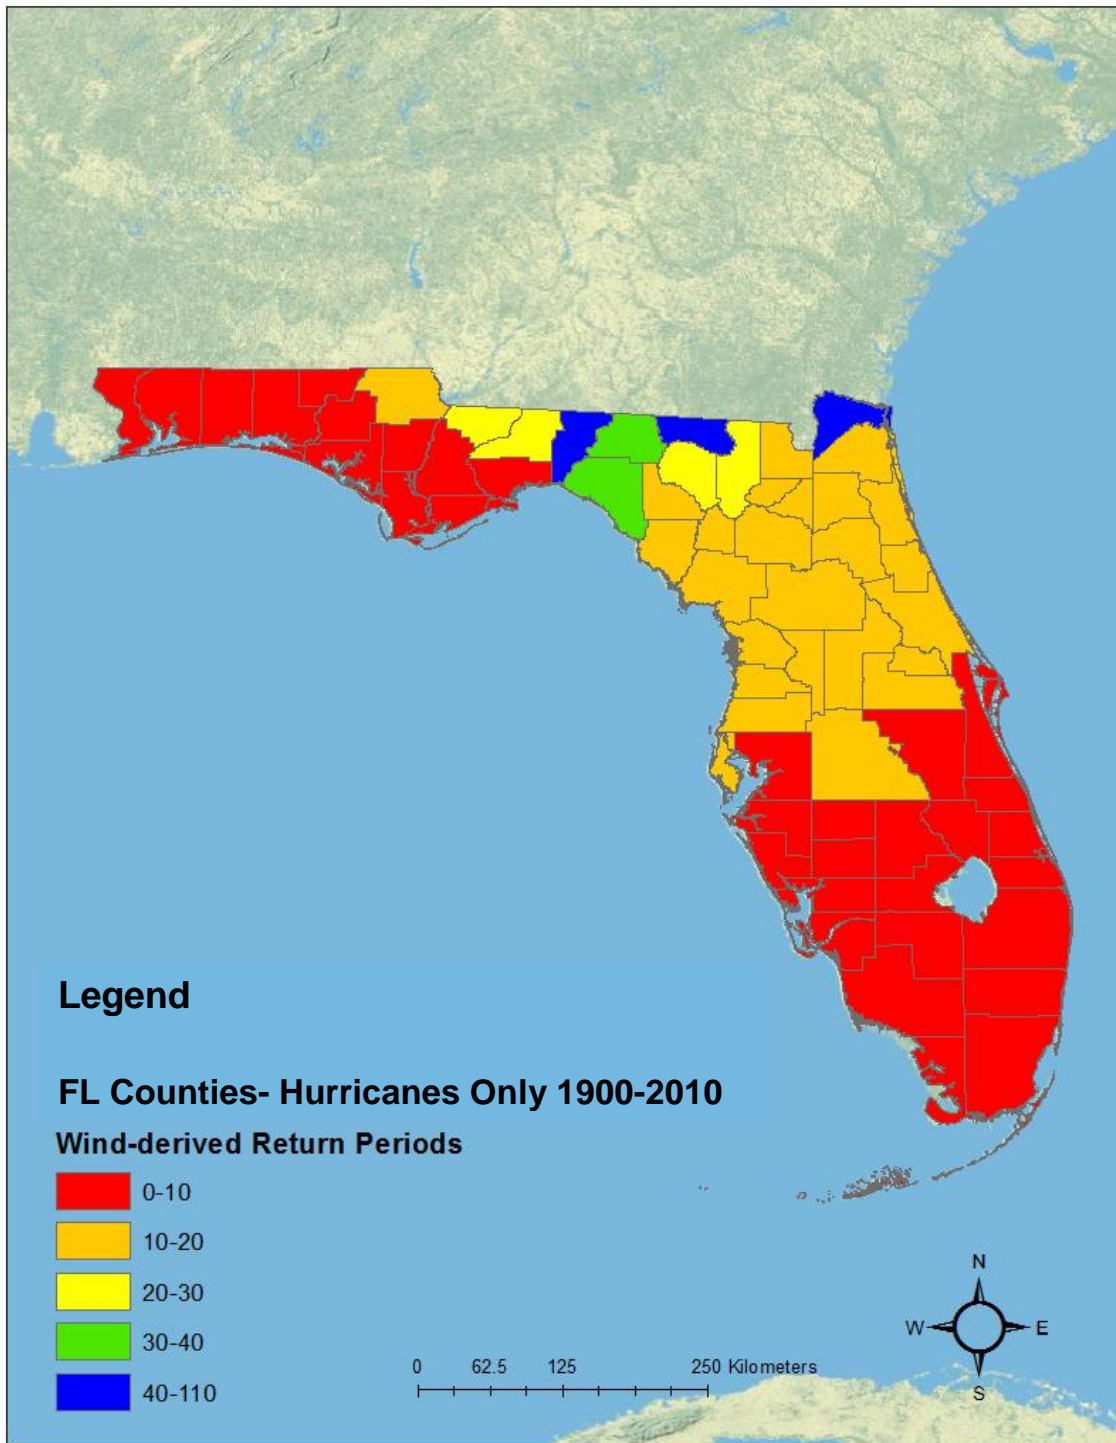 Legend
FL Counties- Hurricanes Only 1900-2010
Wind-derived Return Periods
0-10
10-20
20-30
30-40
40-110
0 62.5 125 250 Kilometers
N
W E
S